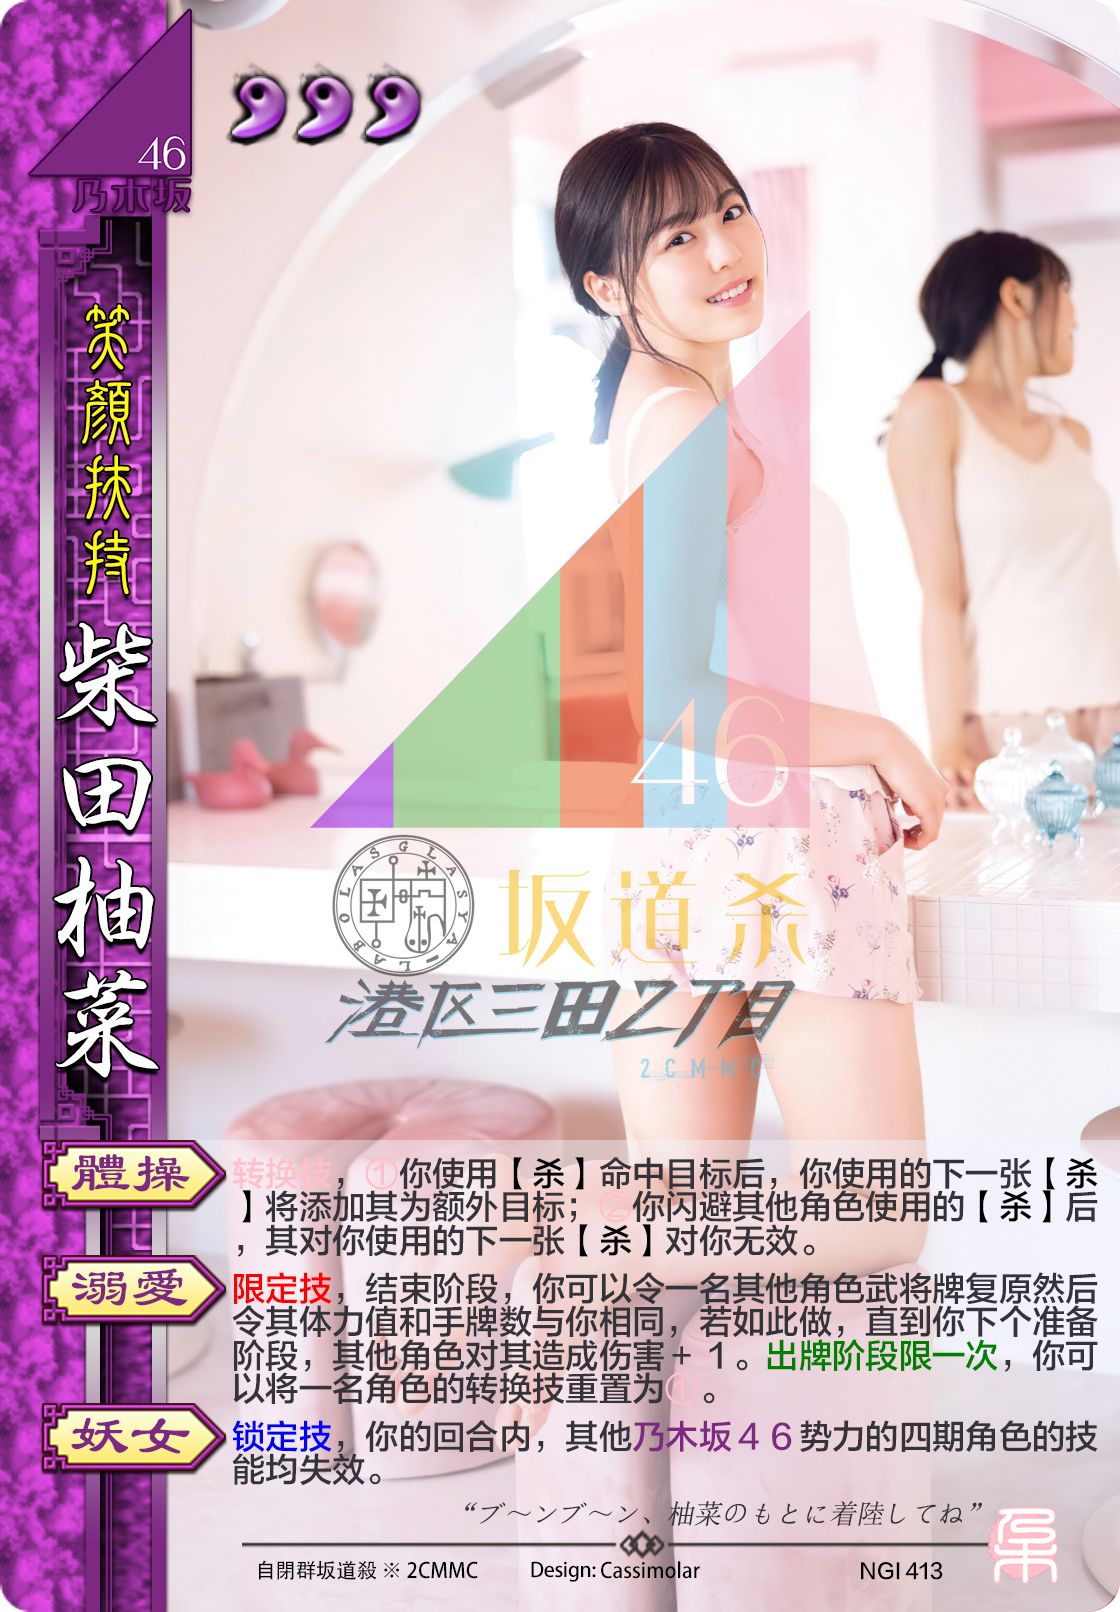 46
乃木坂
笑顔扶持
柴田柚菜
46
LABOLAS GLASYA
坂道杀
港区三田乙丁目
2CMMC
體操
转换技，①你使用【杀】命中目标后，你使用的下一张【杀
】将添加其为额外目标；②你闪避其他角色使用的【杀】后
，其对你使用的下一张【杀】对你无效。
溺愛
限定技，结束阶段，你可以令一名其他角色武将牌复原然后
令其体力值和手牌数与你相同，若如此做，直到你下个准备
阶段，其他角色对其造成伤害＋１。出牌阶段限一次，你可
以将一名角色的转换技重置为①。
妖女
锁定技，你的回合内，其他乃木坂４６势力的四期角色的技
能均失效。
“ブ～ンブ～ン、柚菜のもとに着陸してね”
自閉群坂道殺 ※ 2CMMC
Design: Cassimolar
NGI 413